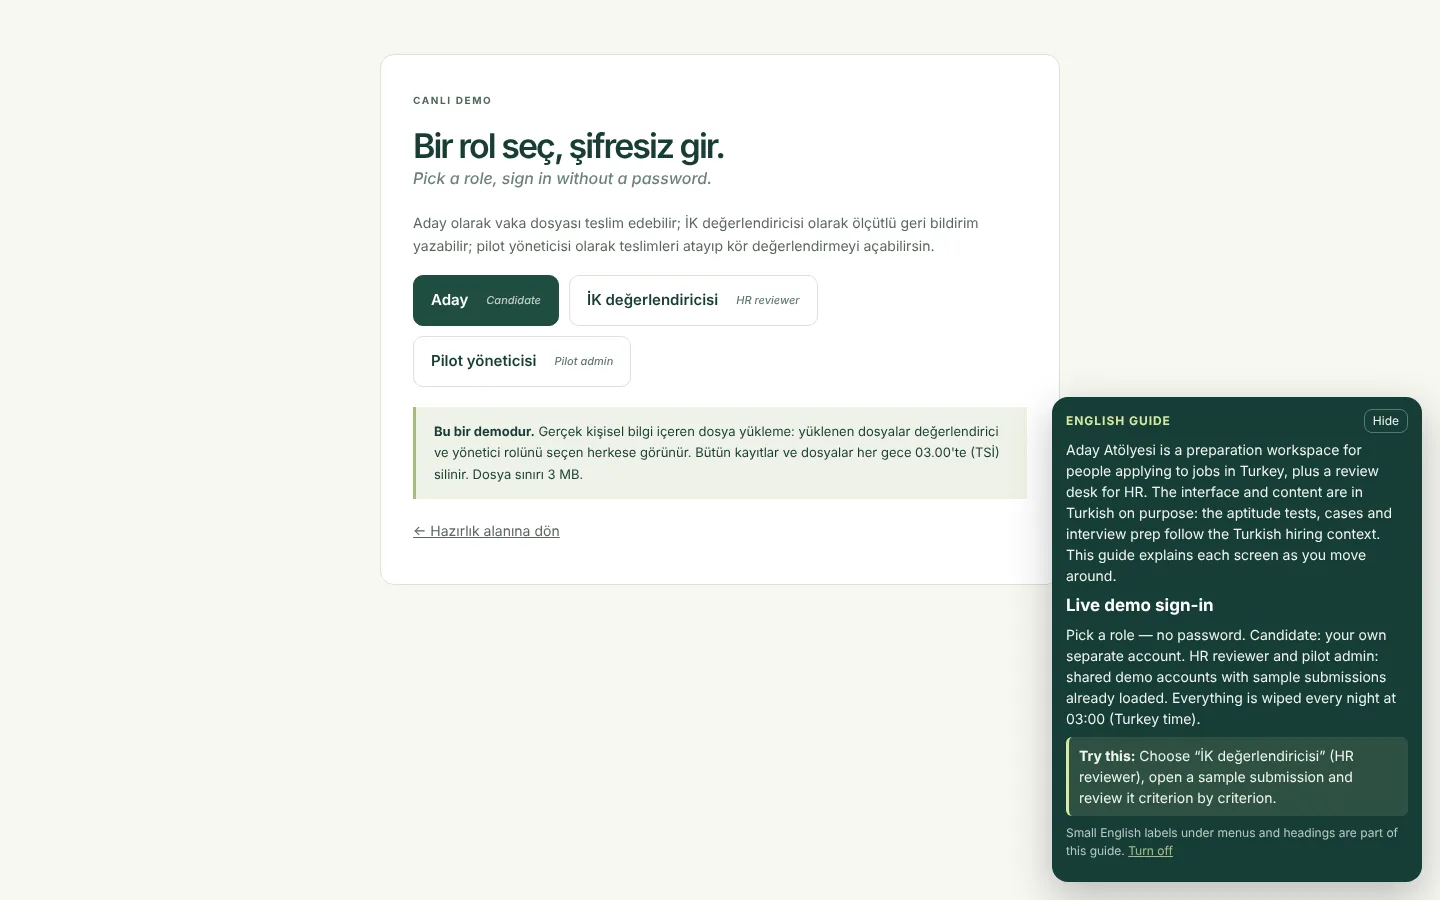 CANLI DEMO
Bir rol seç, şifresiz gir.
Pick a role, sign in without a password.
Aday olarak vaka dosyası teslim edebilir; İK değerlendiricisi olarak ölçütlü geri bildirim
yazabilir; pilot yöneticisi olarak teslimleri atayıp kör değerlendirmeyi açabilirsin.
Aday Candidate
İK değerlendiricisi HR reviewer
Pilot yöneticisi Pilot admin
Bu bir demodur. Gerçek kişisel bilgi içeren dosya yükleme: yüklenen dosyalar değerlendirici
ve yönetici rolünü seçen herkese görünür. Bütün kayıtlar ve dosyalar her gece 03.00'te (TSİ)
silinir. Dosya sınırı 3 MB.
← Hazırlık alanına dön
ENGLISH GUIDE
Hide
Aday Atölyesi is a preparation workspace for
people applying to jobs in Turkey, plus a review
desk for HR. The interface and content are in
Turkish on purpose: the aptitude tests, cases and
interview prep follow the Turkish hiring context.
This guide explains each screen as you move
around.
Live demo sign-in
Pick a role — no password. Candidate: your own
separate account. HR reviewer and pilot admin:
shared demo accounts with sample submissions
already loaded. Everything is wiped every night at
03:00 (Turkey time).
Try this: Choose “İK değerlendiricisi” (HR
reviewer), open a sample submission and
review it criterion by criterion.
Small English labels under menus and headings are part of
this guide. Turn off